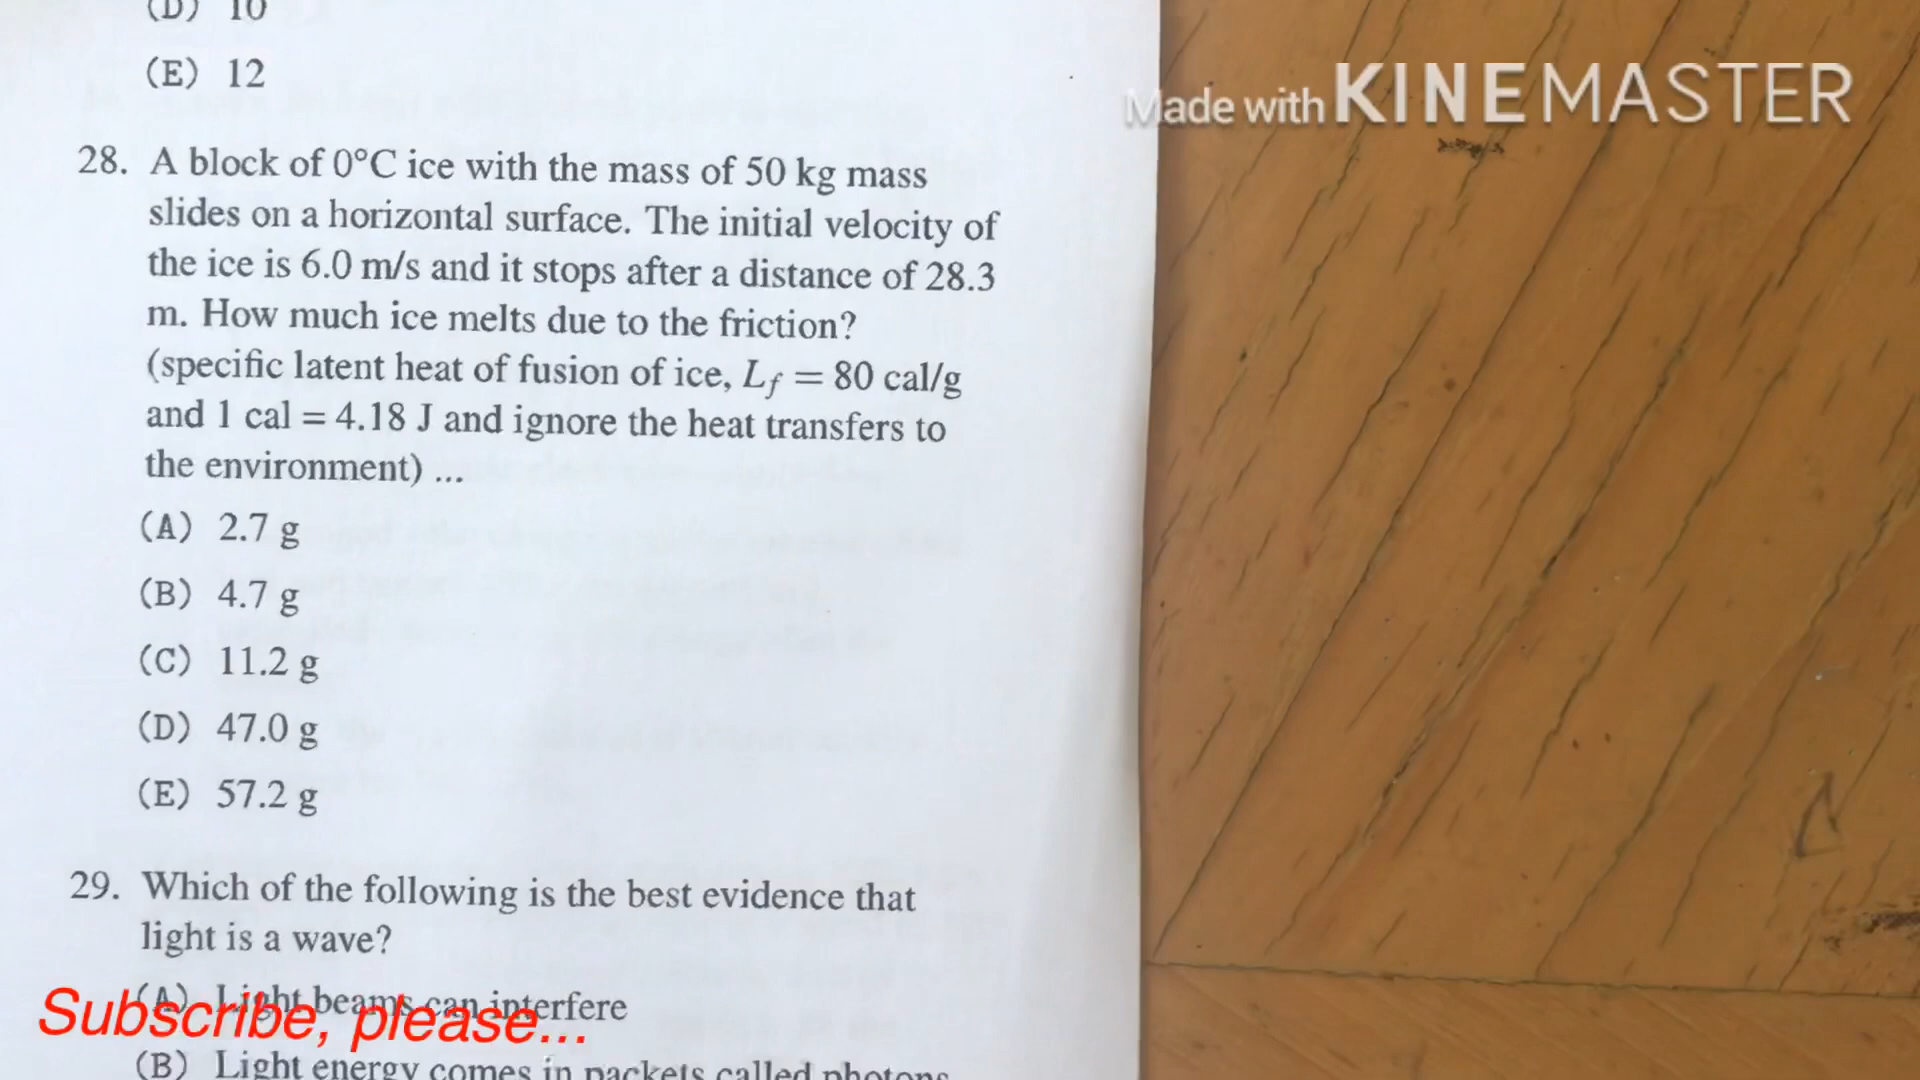 (D) 10
(E) 12
Made with KINEMASTER
28. A block of 0°C ice with the mass of 50 kg mass
slides on a horizontal surface. The initial velocity of
the ice is 6.0 m/s and it stops after a distance of 28.3
m. How much ice melts due to the friction?
(specific latent heat of fusion of ice, L_f = 80 cal/g
and 1 cal = 4.18 J and ignore the heat transfers to
the environment) ...
(A) 2.7 g
(B) 4.7 g
(C) 11.2 g
(D) 47.0 g
(E) 57.2 g
29. Which of the following is the best evidence that
light is a wave?
(A) Light beams can interfere
Subscribe, please...
(B) Light energy comes in packets called photons